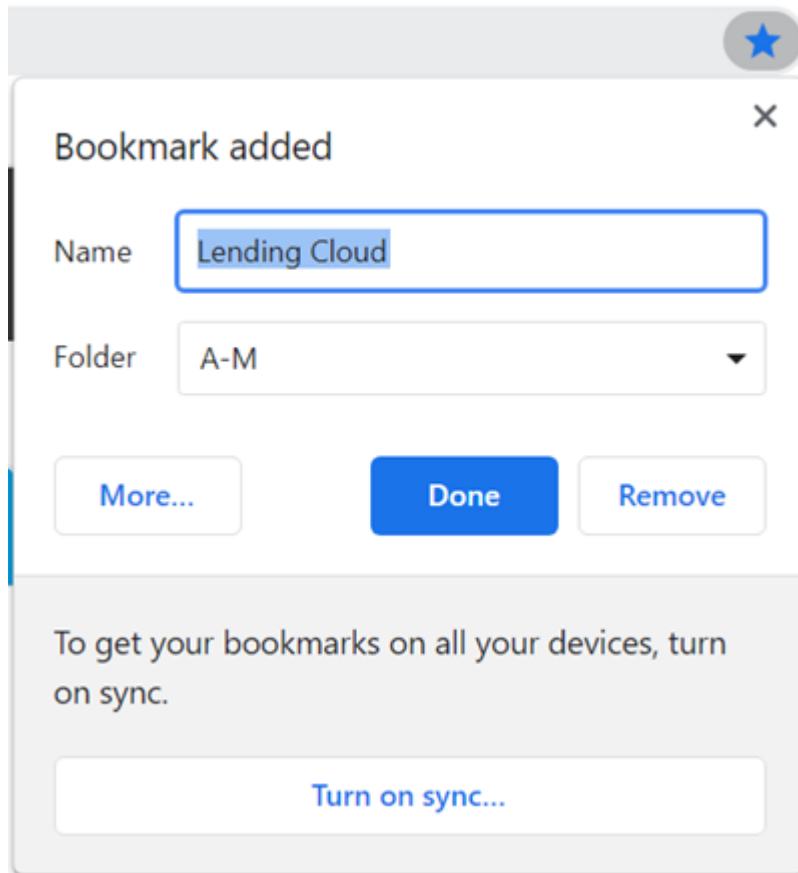 Bookmark added
Name Lending Cloud
Folder A-M
More... Done Remove
To get your bookmarks on all your devices, turn
on sync.
Turn on sync...